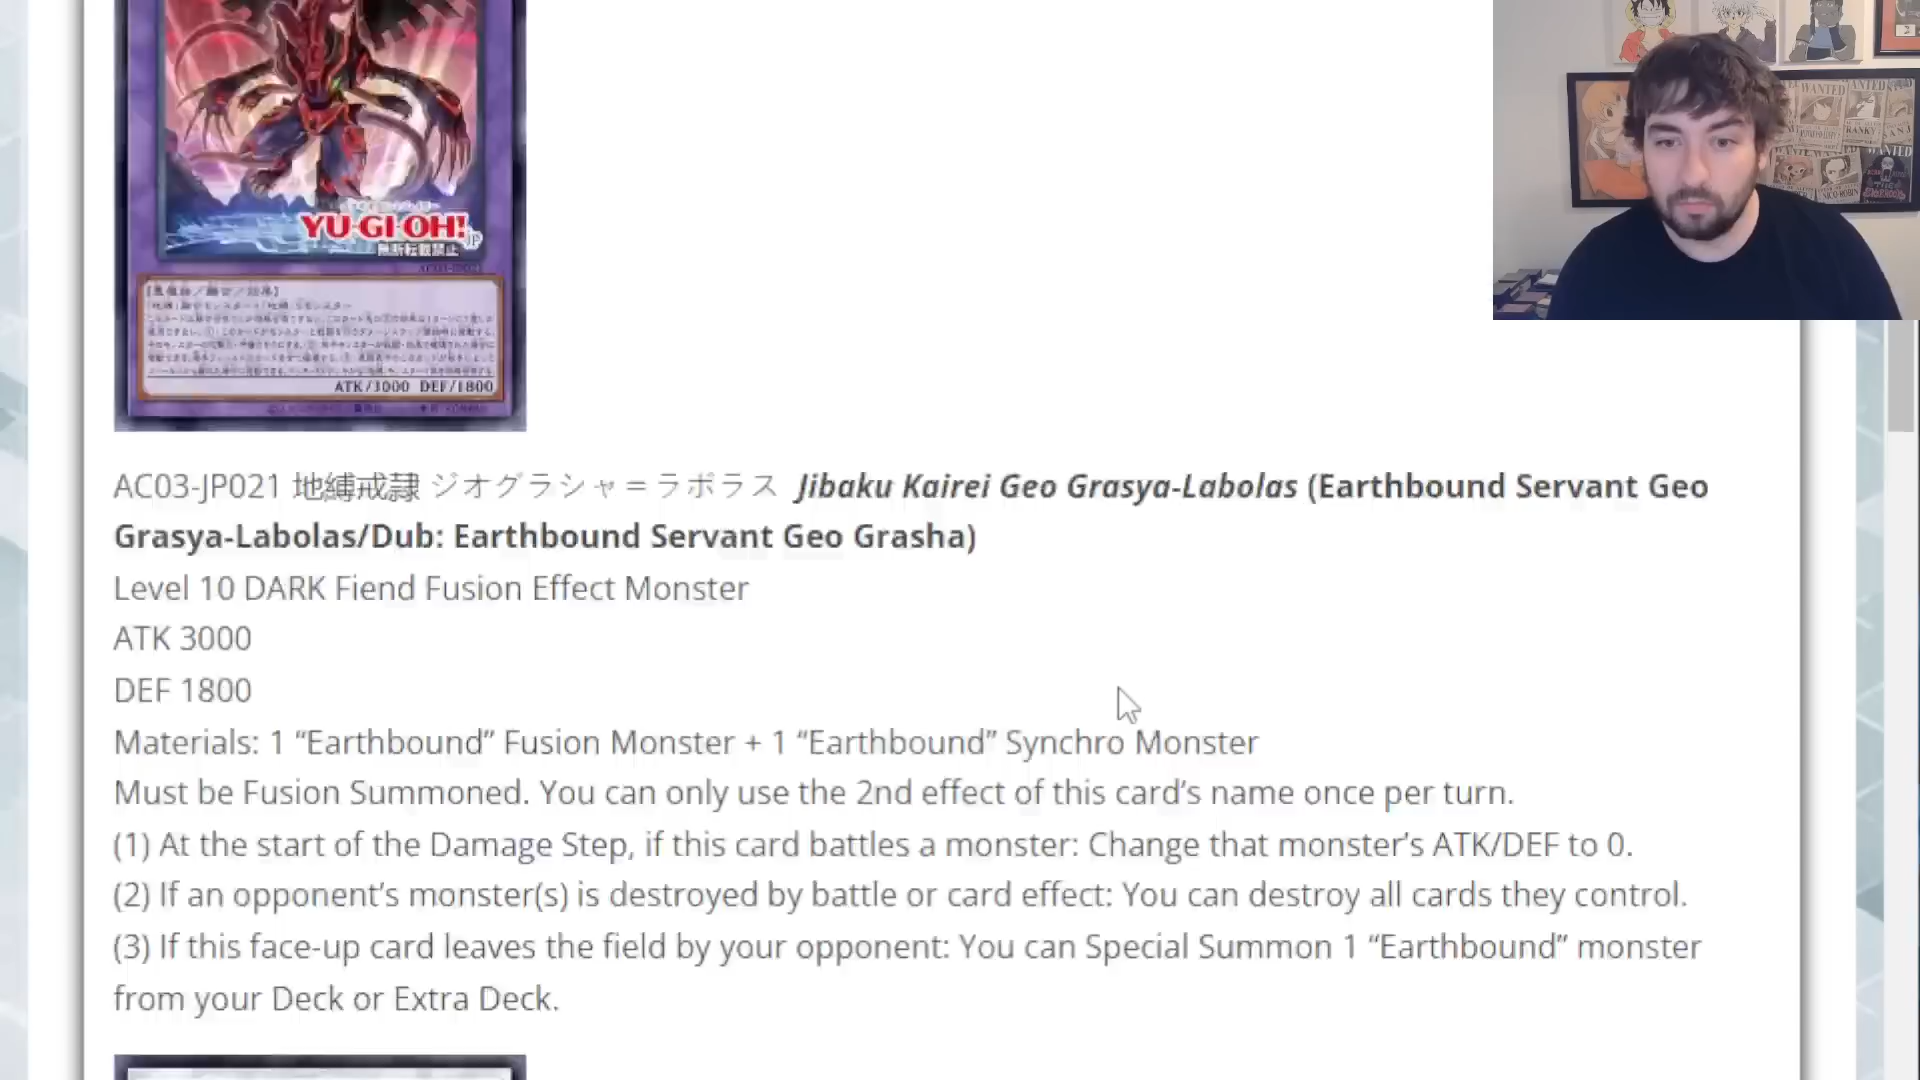 YU-GI-OH! JP
ATK/3000 DEF/1800
AC03-JP021 地縛戒隷 ジオグラシャ＝ラボラス Jibaku Kairei Geo Grasya-Labolas (Earthbound Servant Geo
Grasya-Labolas/Dub: Earthbound Servant Geo Grasha)
Level 10 DARK Fiend Fusion Effect Monster
ATK 3000
DEF 1800
Materials: 1 “Earthbound” Fusion Monster + 1 “Earthbound” Synchro Monster
Must be Fusion Summoned. You can only use the 2nd effect of this card’s name once per turn.
(1) At the start of the Damage Step, if this card battles a monster: Change that monster’s ATK/DEF to 0.
(2) If an opponent’s monster(s) is destroyed by battle or card effect: You can destroy all cards they control.
(3) If this face-up card leaves the field by your opponent: You can Special Summon 1 “Earthbound” monster
from your Deck or Extra Deck.
WANTED
WANTED
WANTED